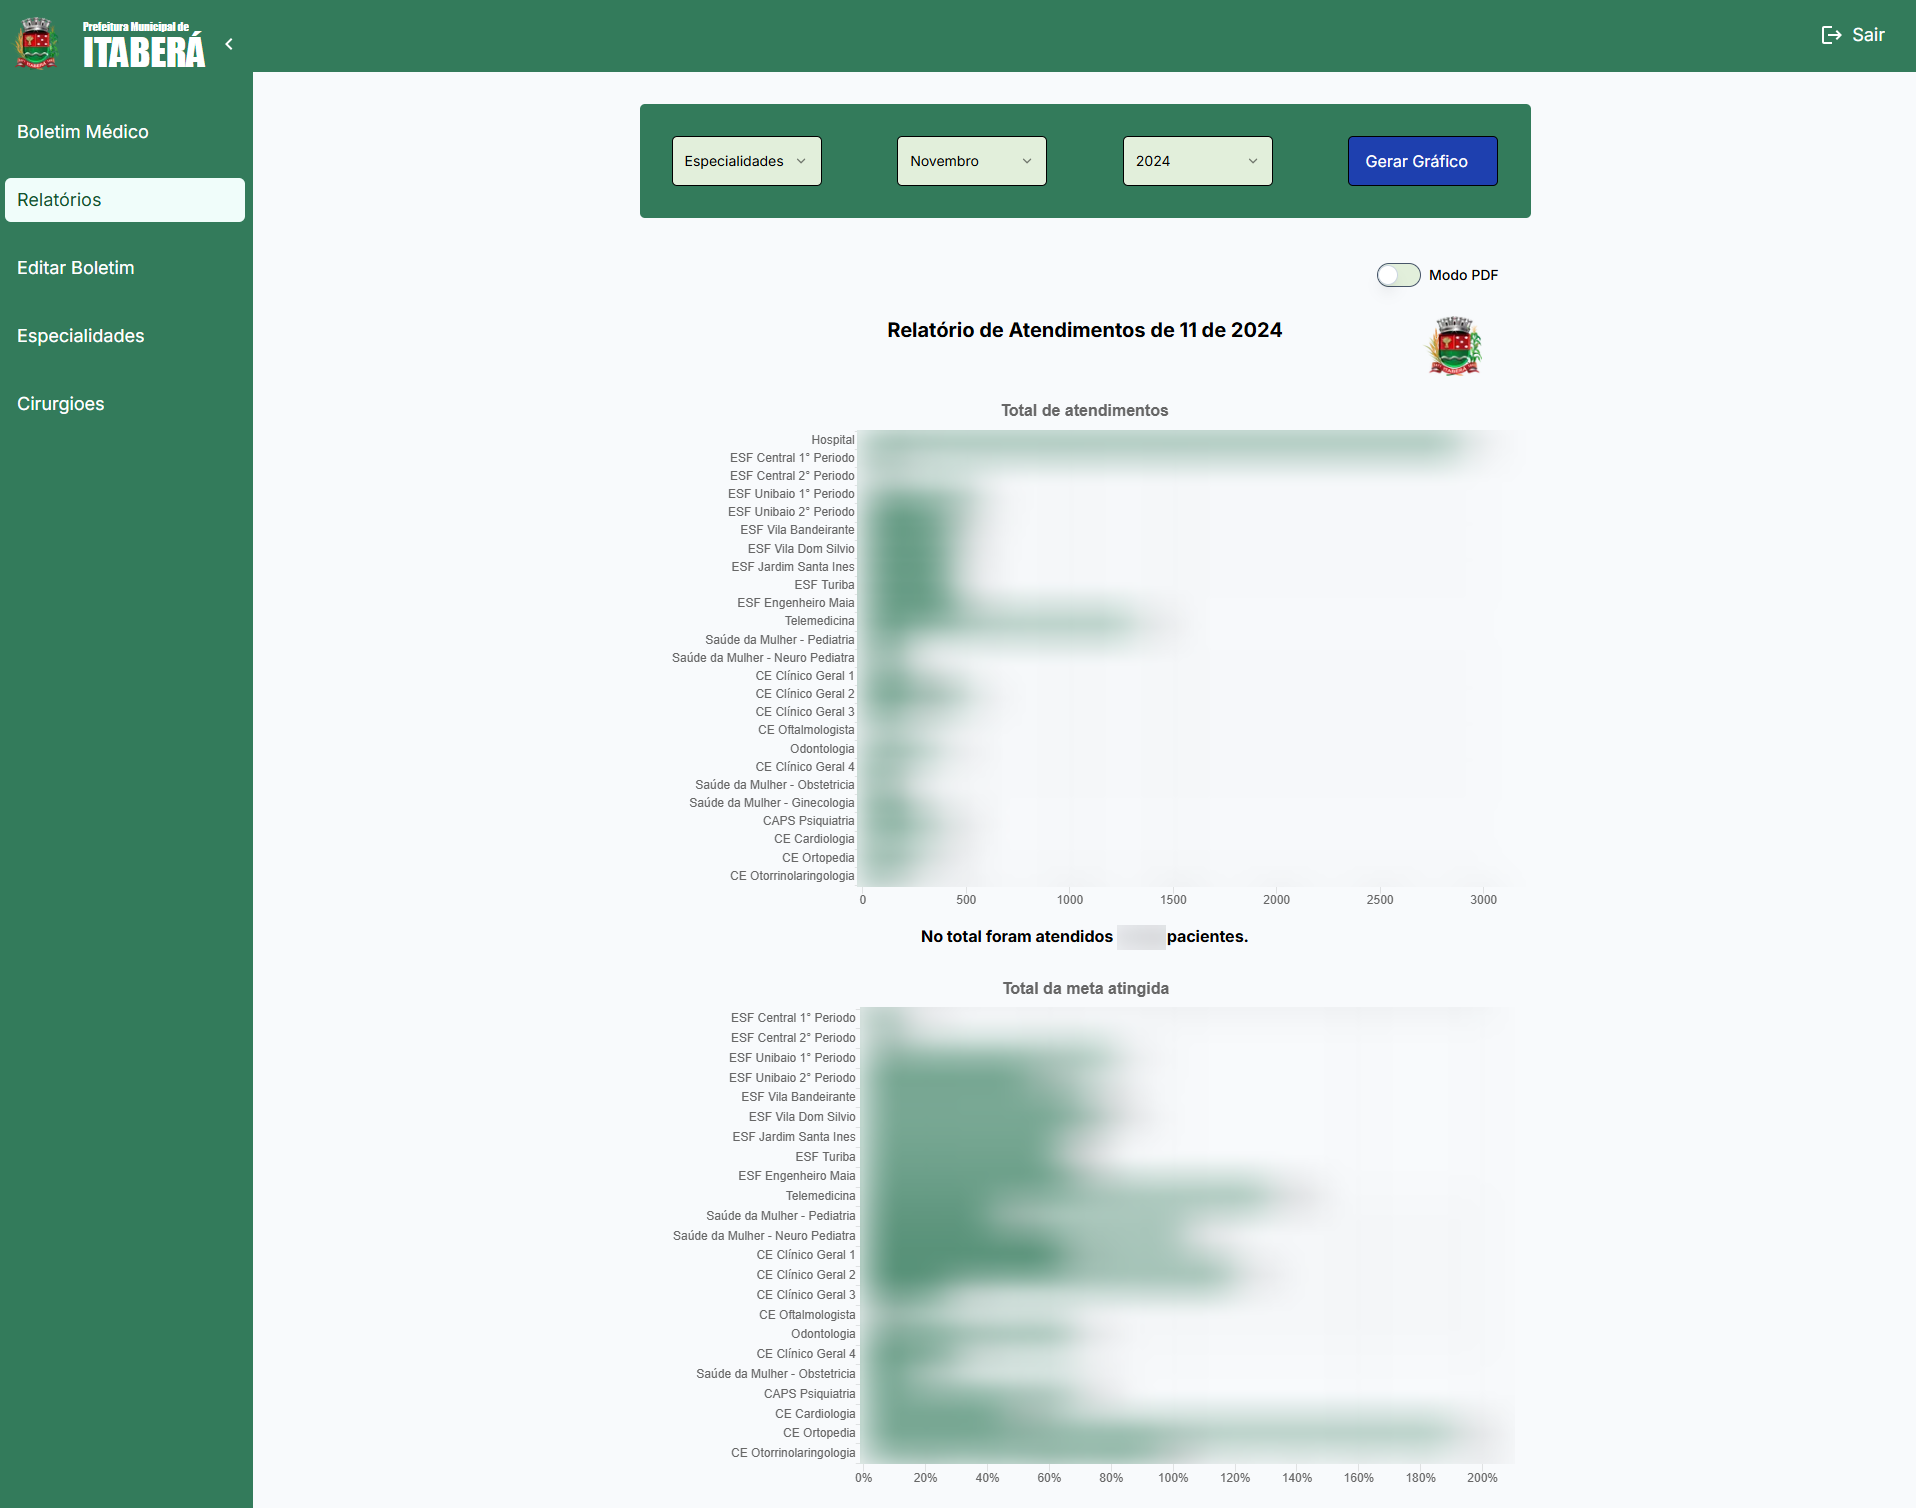 Prefeitura Municipal de
ITABERÁ
Sair
Boletim Médico
Relatórios
Editar Boletim
Especialidades
Cirurgioes
Especialidades
Novembro
2024
Gerar Gráfico
Modo PDF
Relatório de Atendimentos de 11 de 2024
Total de atendimentos
Hospital
ESF Central 1° Periodo
ESF Central 2° Periodo
ESF Unibaio 1° Periodo
ESF Unibaio 2° Periodo
ESF Vila Bandeirante
ESF Vila Dom Silvio
ESF Jardim Santa Ines
ESF Turiba
ESF Engenheiro Maia
Telemedicina
Saúde da Mulher - Pediatria
Saúde da Mulher - Neuro Pediatra
CE Clínico Geral 1
CE Clínico Geral 2
CE Clínico Geral 3
CE Oftalmologista
Odontologia
CE Clínico Geral 4
Saúde da Mulher - Obstetricia
Saúde da Mulher - Ginecologia
CAPS Psiquiatria
CE Cardiologia
CE Ortopedia
CE Otorrinolaringologia
0 500 1000 1500 2000 2500 3000
No total foram atendidos pacientes.
Total da meta atingida
ESF Central 1° Periodo
ESF Central 2° Periodo
ESF Unibaio 1° Periodo
ESF Unibaio 2° Periodo
ESF Vila Bandeirante
ESF Vila Dom Silvio
ESF Jardim Santa Ines
ESF Turiba
ESF Engenheiro Maia
Telemedicina
Saúde da Mulher - Pediatria
Saúde da Mulher - Neuro Pediatra
CE Clínico Geral 1
CE Clínico Geral 2
CE Clínico Geral 3
CE Oftalmologista
Odontologia
CE Clínico Geral 4
Saúde da Mulher - Obstetricia
CAPS Psiquiatria
CE Cardiologia
CE Ortopedia
CE Otorrinolaringologia
0% 20% 40% 60% 80% 100% 120% 140% 160% 180% 200%